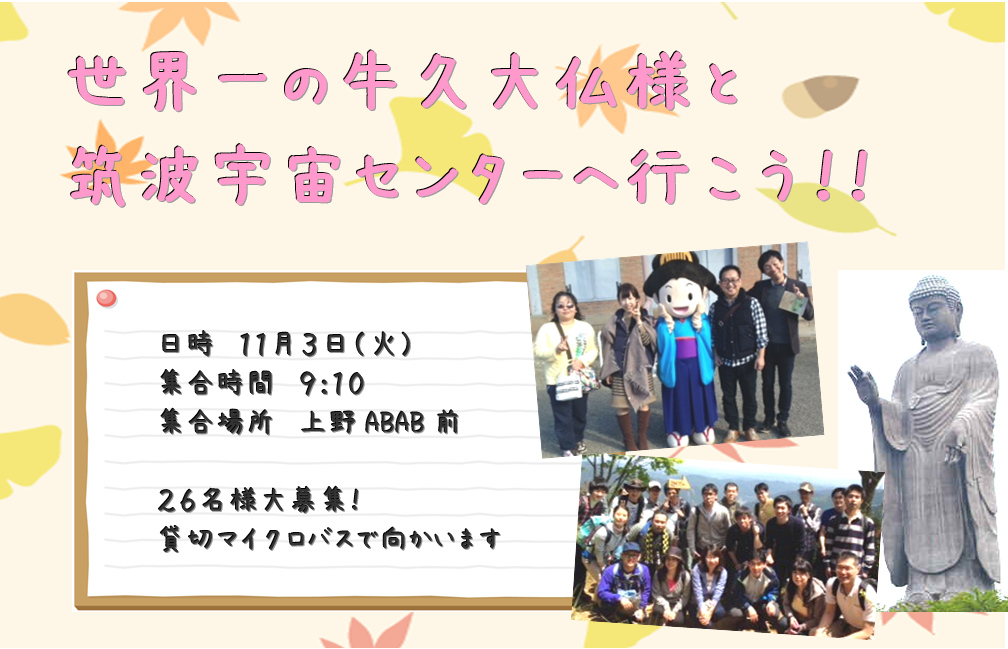 世界一の牛久大仏様と
筑波宇宙センターへ行こう!!
日時 11月3日(火)
集合時間 9:10
集合場所 上野ABAB前
26名様大募集!
貸切マイクロバスで向かいます